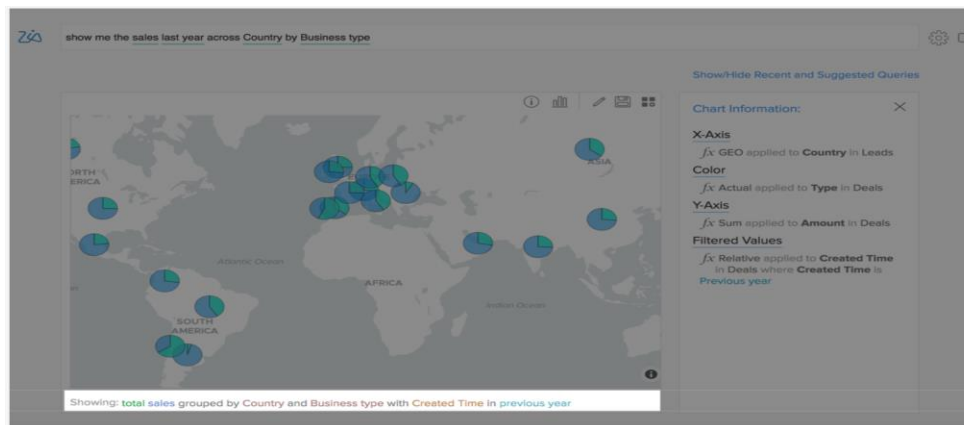 Zia
show me the sales last year across Country by Business type
Show/Hide Recent and Suggested Queries
Chart Information:
X-Axis
fx GEO applied to Country in Leads
Color
fx Actual applied to Type in Deals
Y-Axis
fx Sum applied to Amount in Deals
Filtered Values
fx Relative applied to Created Time
in Deals where Created Time is
Previous year
ASIA
Atlantic Ocean
AFRICA
Indian Ocean
SOUTH
AMERICA
Showing: total sales grouped by Country and Business type with Created Time in previous year